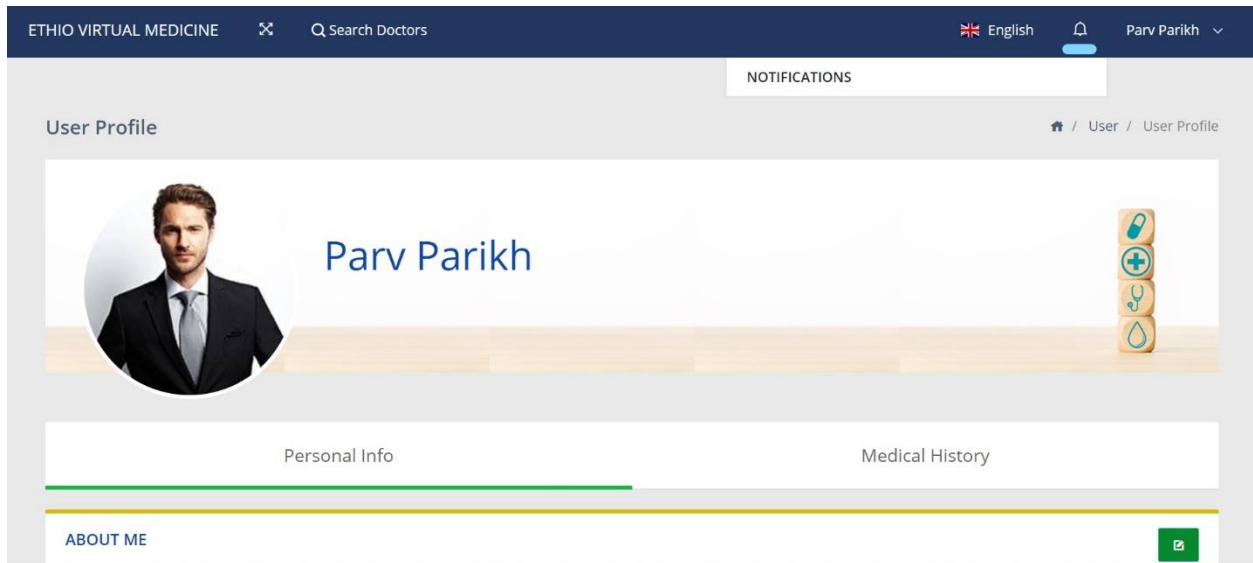 ETHIO VIRTUAL MEDICINE Search Doctors English Parv Parikh
NOTIFICATIONS
User Profile / User / User Profile
Parv Parikh
Personal Info Medical History
ABOUT ME